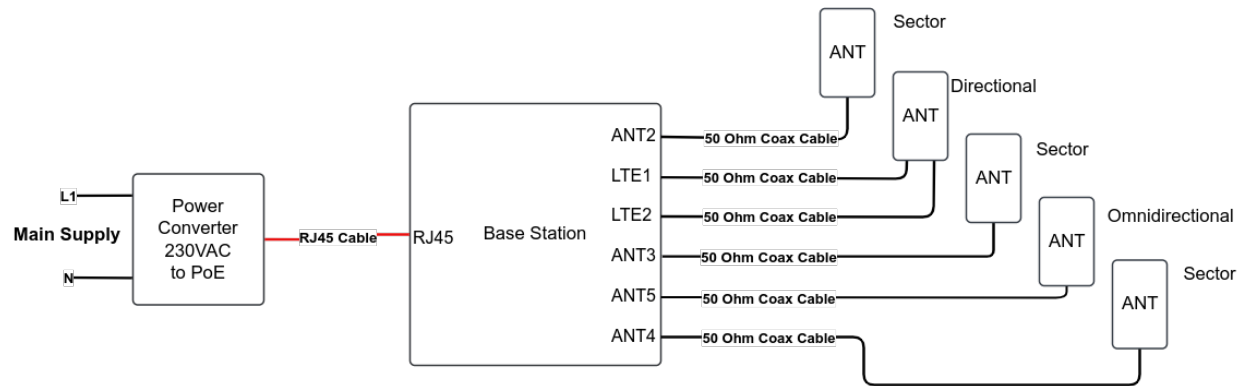 Sector
ANT
Directional
ANT
ANT2
50 Ohm Coax Cable
Sector
LTE1
50 Ohm Coax Cable
ANT
L1
Power
Converter
230VAC
to PoE
Main Supply
N
RJ45 Cable
RJ45
Base Station
LTE2
50 Ohm Coax Cable
Omnidirectional
ANT
ANT3
50 Ohm Coax Cable
Sector
ANT
ANT5
50 Ohm Coax Cable
ANT4
50 Ohm Coax Cable